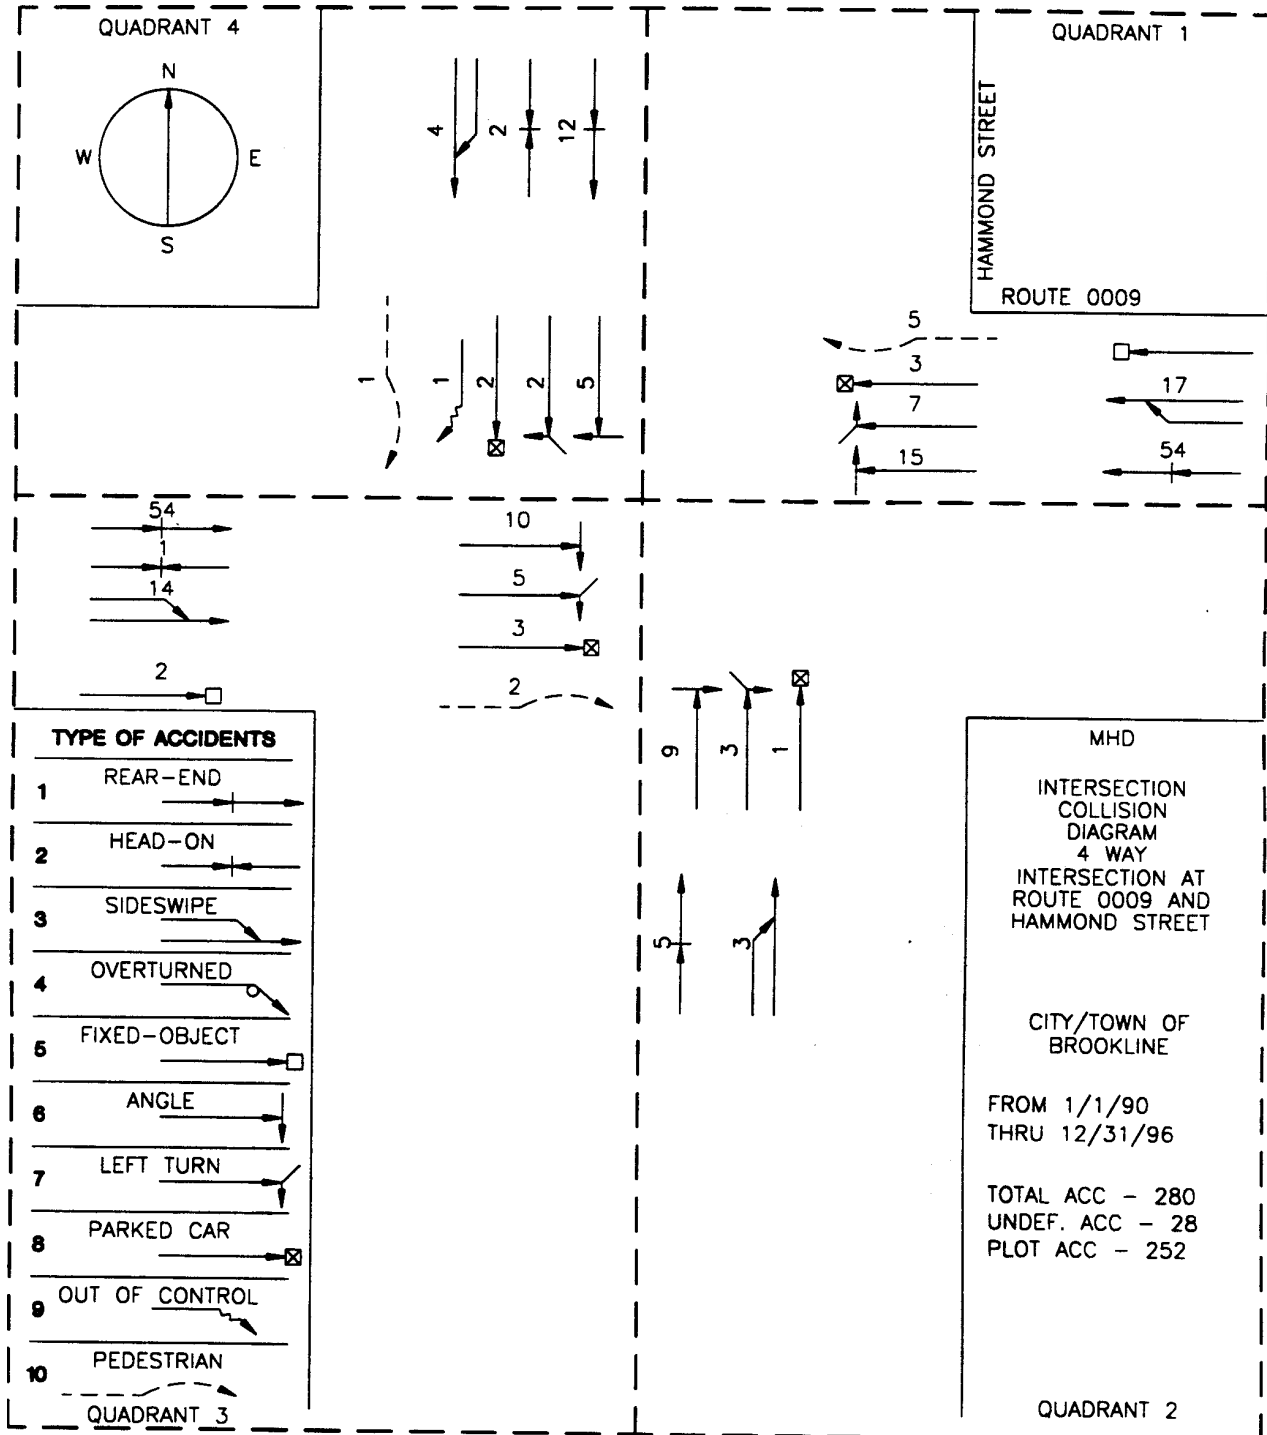 QUADRANT 4
N
W E
S
4 2 12
1 1 2 2 5
QUADRANT 1
HAMMOND STREET
ROUTE 0009
5
3
7
15
17
54
54
1
14
2
10
5
3
2
9 3 1
5 3
TYPE OF ACCIDENTS
1 REAR-END
2 HEAD-ON
3 SIDESWIPE
4 OVERTURNED
5 FIXED-OBJECT
6 ANGLE
7 LEFT TURN
8 PARKED CAR
9 OUT OF CONTROL
10 PEDESTRIAN
QUADRANT 3
MHD
INTERSECTION
COLLISION
DIAGRAM
4 WAY
INTERSECTION AT
ROUTE 0009 AND
HAMMOND STREET
CITY/TOWN OF
BROOKLINE
FROM 1/1/90
THRU 12/31/96
TOTAL ACC - 280
UNDEF. ACC - 28
PLOT ACC - 252
QUADRANT 2